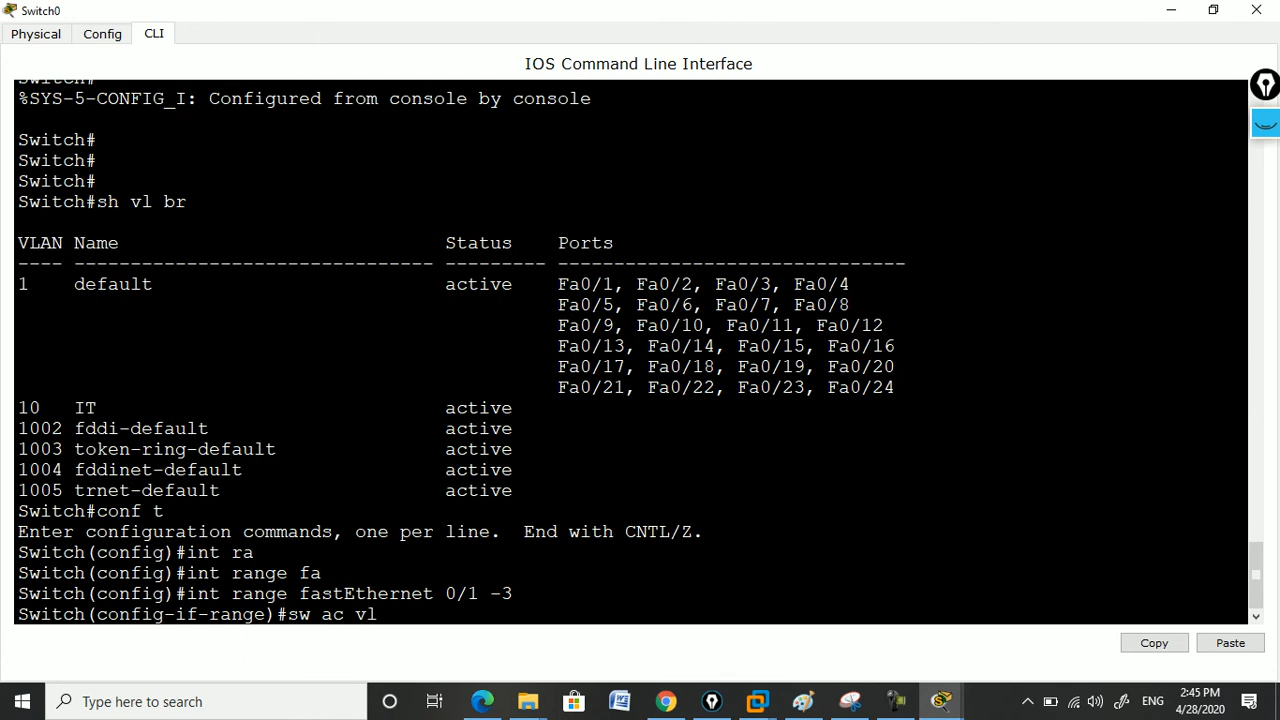 Switch0
Physical Config CLI
IOS Command Line Interface
Switch#
%SYS-5-CONFIG_I: Configured from console by console
Switch#
Switch#
Switch#
Switch#sh vl br
VLAN Name Status Ports
---- -------------------------------- --------- -------------------------------
1 default active Fa0/1, Fa0/2, Fa0/3, Fa0/4
Fa0/5, Fa0/6, Fa0/7, Fa0/8
Fa0/9, Fa0/10, Fa0/11, Fa0/12
Fa0/13, Fa0/14, Fa0/15, Fa0/16
Fa0/17, Fa0/18, Fa0/19, Fa0/20
Fa0/21, Fa0/22, Fa0/23, Fa0/24
10 IT active
1002 fddi-default active
1003 token-ring-default active
1004 fddinet-default active
1005 trnet-default active
Switch#conf t
Enter configuration commands, one per line. End with CNTL/Z.
Switch(config)#int ra
Switch(config)#int range fa
Switch(config)#int range fastEthernet 0/1 -3
Switch(config-if-range)#sw ac vl
Copy Paste
Type here to search
ENG
2:45 PM
4/28/2020